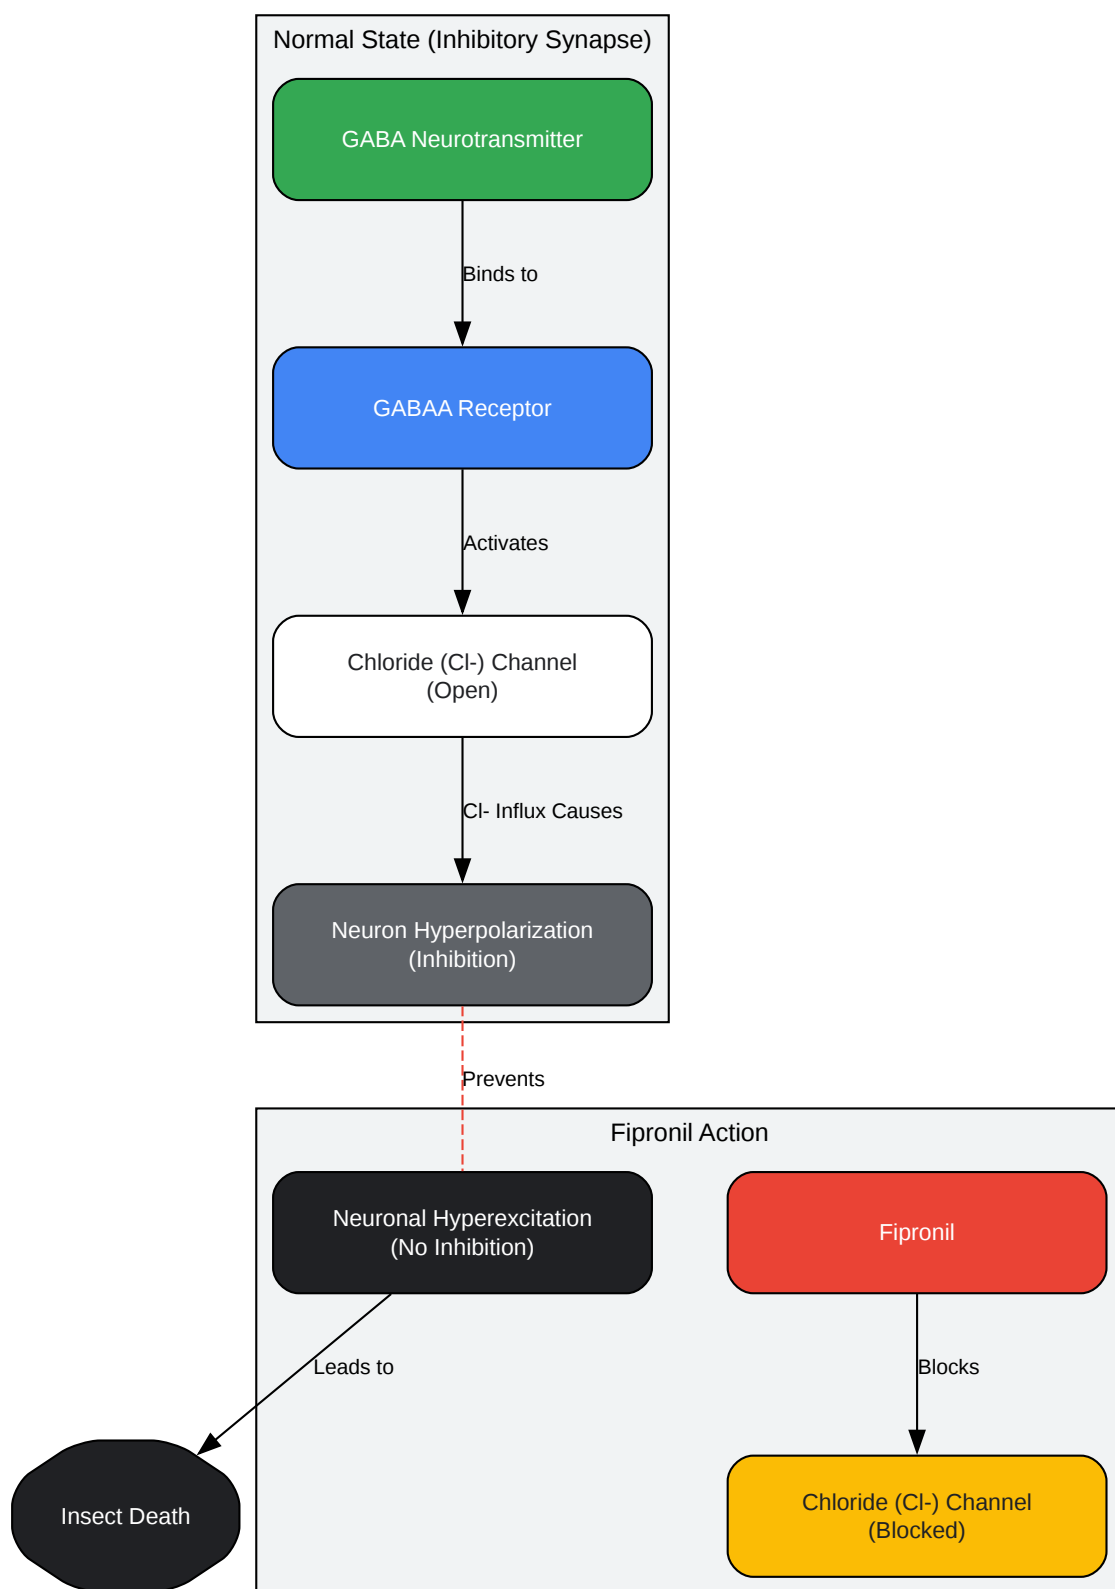 Normal State (Inhibitory Synapse)
GABA Neurotransmitter
Binds to
GABAA Receptor
Activates
Chloride (Cl-) Channel
(Open)
Cl- Influx Causes
Neuron Hyperpolarization
(Inhibition)
Prevents
Fipronil Action
Neuronal Hyperexcitation
(No Inhibition)
Fipronil
Leads to
Blocks
Insect Death
Chloride (Cl-) Channel
(Blocked)